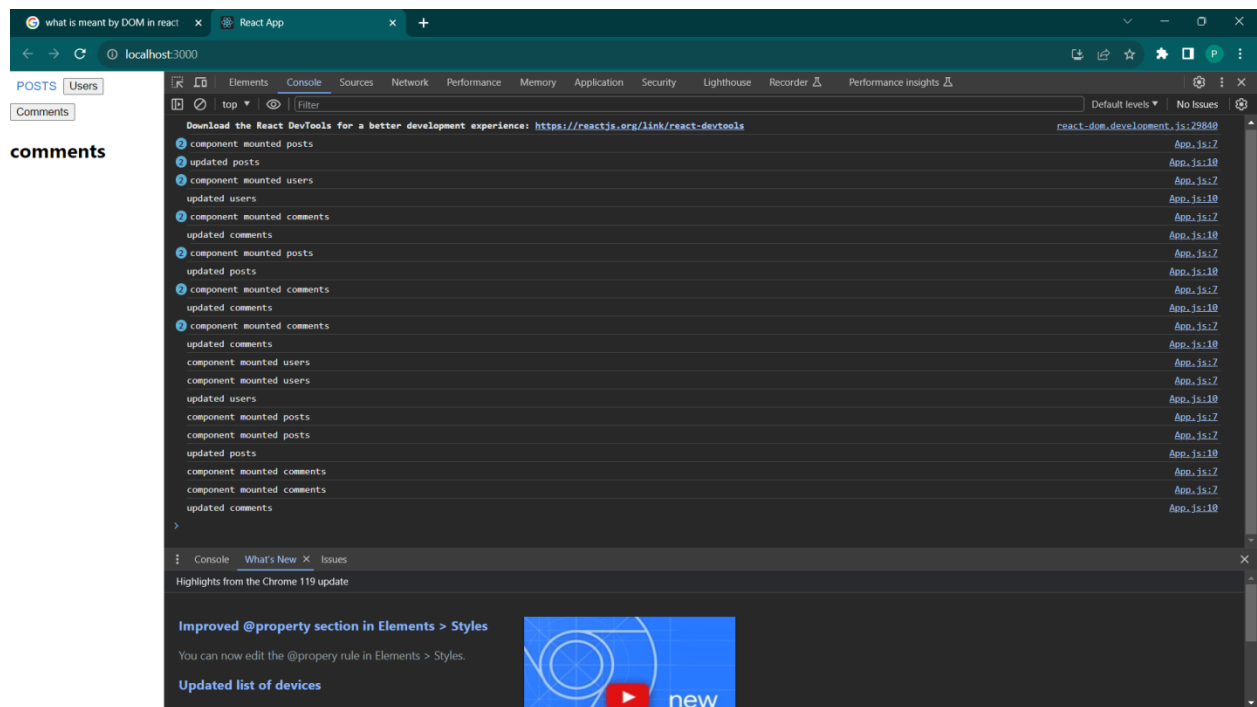 what is meant by DOM in react
React App
localhost:3000
P
POSTS Users
Comments
comments
Elements Console Sources Network Performance Memory Application Security Lighthouse Recorder Performance insights
top Filter Default levels No Issues
Download the React DevTools for a better development experience: https://reactjs.org/link/react-devtools react-dom.development.js:29840
2 component mounted posts App.js:7
2 updated posts App.js:10
2 component mounted users App.js:7
updated users App.js:10
2 component mounted comments App.js:7
updated comments App.js:10
2 component mounted posts App.js:7
updated posts App.js:10
2 component mounted comments App.js:7
updated comments App.js:10
2 component mounted comments App.js:7
updated comments App.js:10
component mounted users App.js:7
component mounted users App.js:7
updated users App.js:10
component mounted posts App.js:7
component mounted posts App.js:7
updated posts App.js:10
component mounted comments App.js:7
component mounted comments App.js:7
updated comments App.js:10
Console What's New Issues
Highlights from the Chrome 119 update
Improved @property section in Elements > Styles
You can now edit the @propery rule in Elements > Styles.
Updated list of devices
new